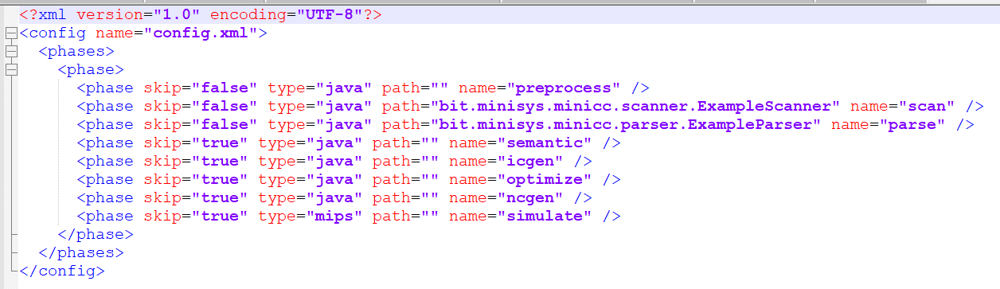 <?xml version="1.0" encoding="UTF-8"?>
<config name="config.xml">
<phases>
<phase>
<phase skip="false" type="java" path="" name="preprocess" />
<phase skip="false" type="java" path="bit.minisys.minicc.scanner.ExampleScanner" name="scan" />
<phase skip="false" type="java" path="bit.minisys.minicc.parser.ExampleParser" name="parse" />
<phase skip="true" type="java" path="" name="semantic" />
<phase skip="true" type="java" path="" name="icgen" />
<phase skip="true" type="java" path="" name="optimize" />
<phase skip="true" type="java" path="" name="ncgen" />
<phase skip="true" type="mips" path="" name="simulate" />
</phase>
</phases>
</config>